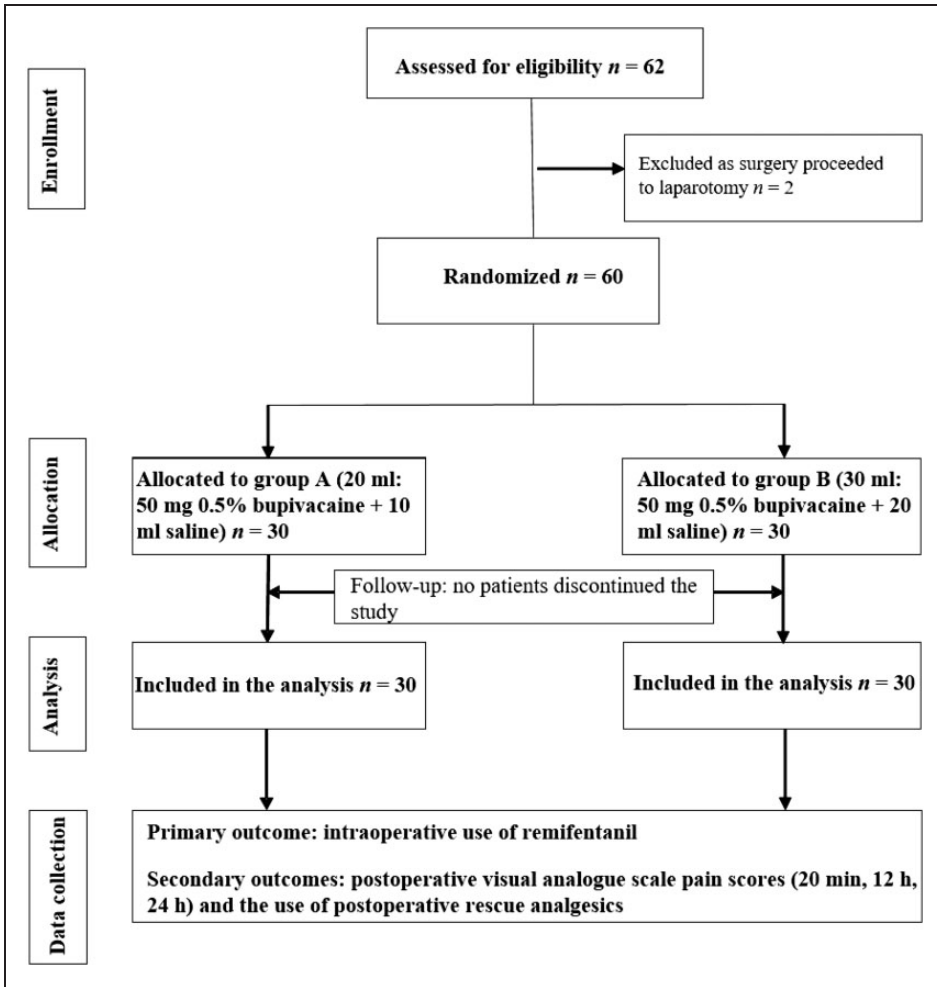 Enrollment
Assessed for eligibility n = 62
Excluded as surgery proceeded
to laparotomy n = 2
Randomized n = 60
Allocation
Allocated to group A (20 ml:
50 mg 0.5% bupivacaine + 10
ml saline) n = 30
Allocated to group B (30 ml:
50 mg 0.5% bupivacaine + 20
ml saline) n = 30
Follow-up: no patients discontinued the
study
Analysis
Included in the analysis n = 30
Included in the analysis n = 30
Data collection
Primary outcome: intraoperative use of remifentanil
Secondary outcomes: postoperative visual analogue scale pain scores (20 min, 12 h,
24 h) and the use of postoperative rescue analgesics